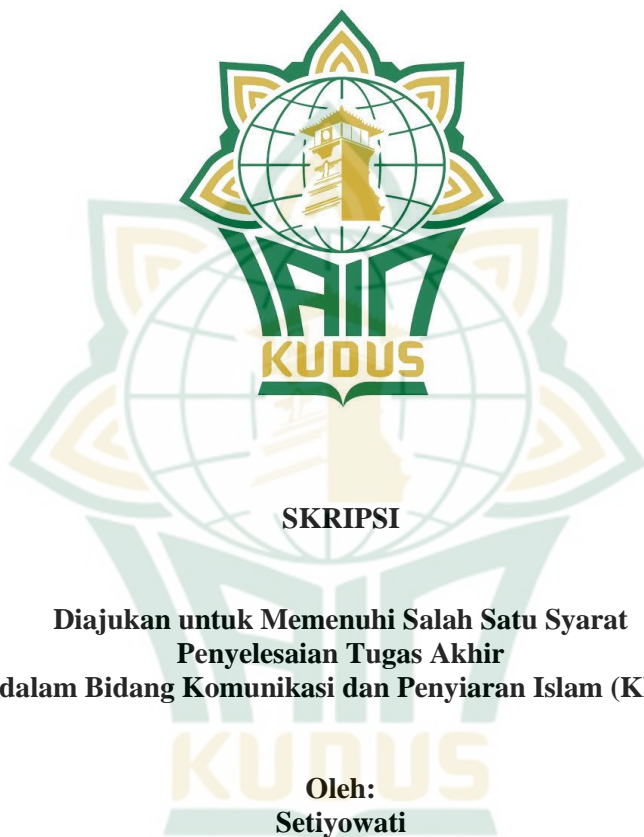 IAIN
KUDUS
SKRIPSI
Diajukan untuk Memenuhi Salah Satu Syarat
Penyelesaian Tugas Akhir
dalam Bidang Komunikasi dan Penyiaran Islam (K
Oleh:
Setiyowati